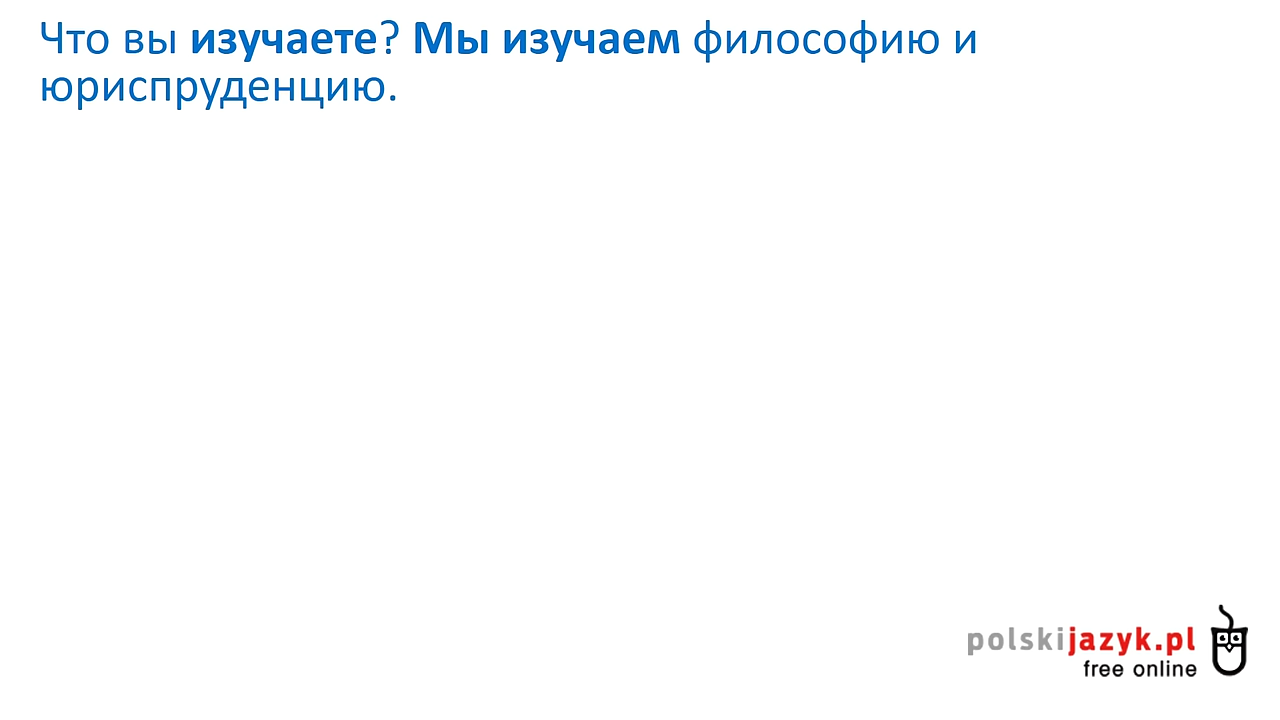 Что вы изучаете? Мы изучаем философию и
юриспруденцию.
polskijazyk.pl
free online